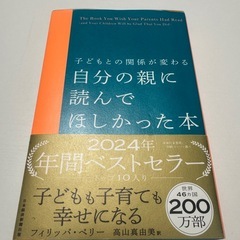 The Book You Wish Your Parents Had Read
and Your Children Will Be Glad That You Did
子どもとの関係が変わる
自分の親に
読んで
ほしかった本
2024年
年間ベストセラー
世界
46カ国
200
万部
子どもも子育ても
幸せになる
フィリッパ・ペリー
高山真由美訳